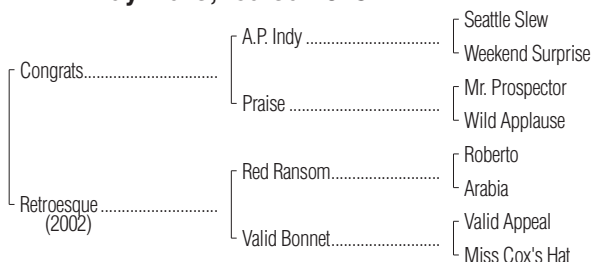 Congrats..................................
Retroesque..............................
(2002)
A.P. Indy ..................................
Praise ......................................
Red Ransom...........................
Valid Bonnet...........................
Seattle Slew
Weekend Surprise
Mr. Prospector
Wild Applause
Roberto
Arabia
Valid Appeal
Miss Cox's Hat